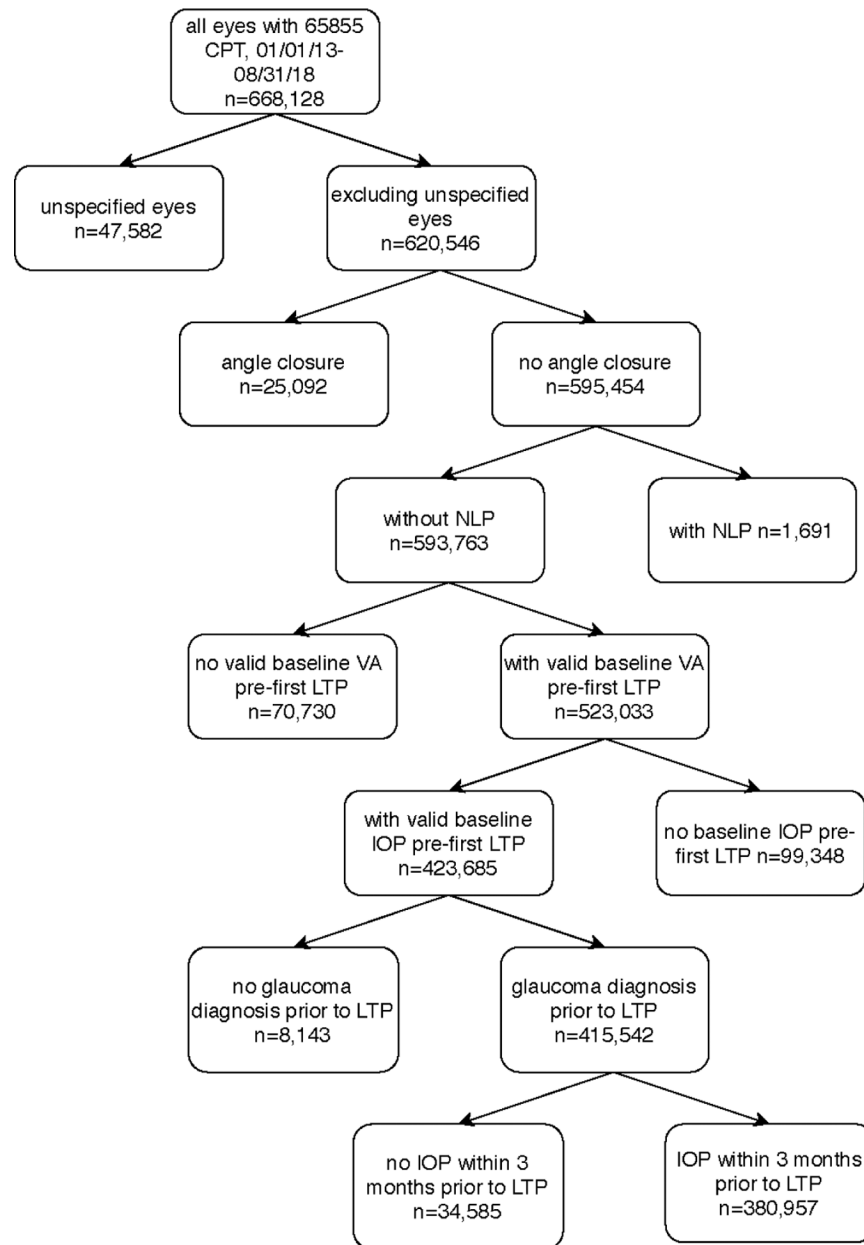 all eyes with 65855
CPT, 01/01/13-
08/31/18
n=668,128
unspecified eyes
n=47,582
excluding unspecified
eyes
n=620,546
angle closure
n=25,092
no angle closure
n=595,454
without NLP
n=593,763
with NLP n=1,691
no valid baseline VA
pre-first LTP
n=70,730
with valid baseline VA
pre-first LTP
n=523,033
with valid baseline
IOP pre-first LTP
n=423,685
no baseline IOP pre-
first LTP n=99,348
no glaucoma
diagnosis prior to LTP
n=8,143
glaucoma diagnosis
prior to LTP
n=415,542
no IOP within 3
months prior to LTP
n=34,585
IOP within 3 months
prior to LTP
n=380,957